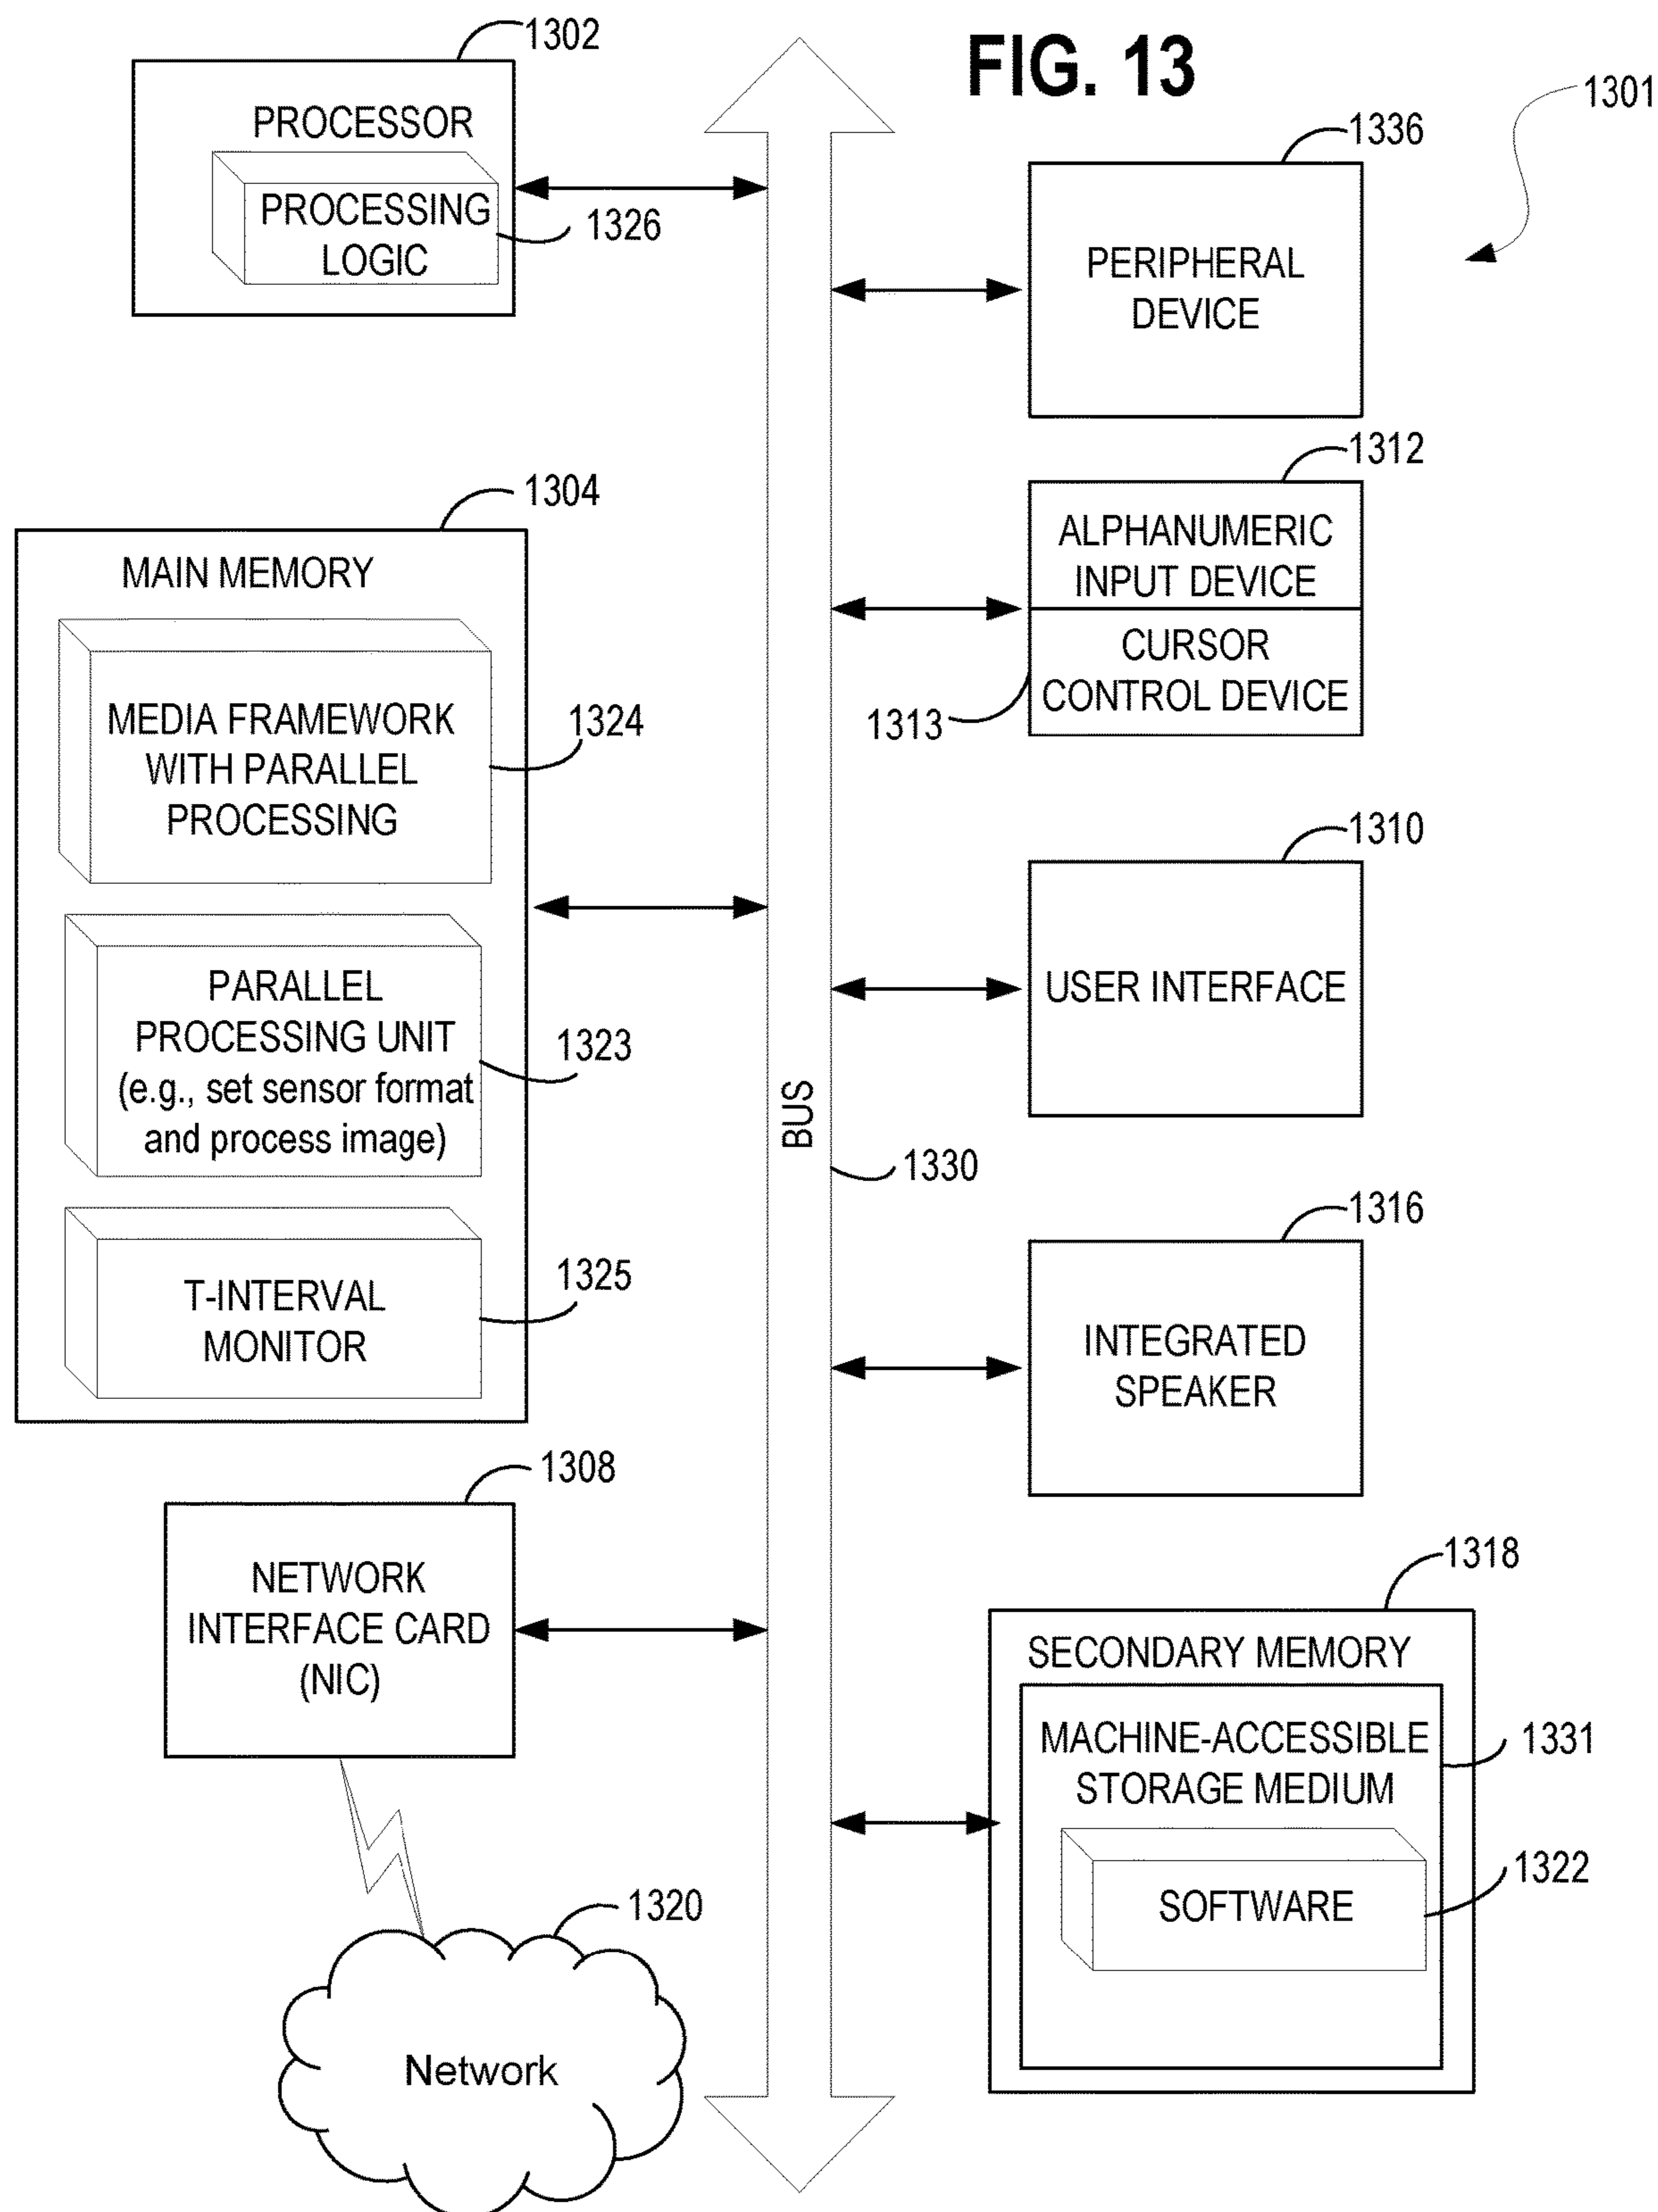 FIG. 13
1301
1302
PROCESSOR
PROCESSING
LOGIC
1326
1336
PERIPHERAL
DEVICE
1304
MAIN MEMORY
MEDIA FRAMEWORK
WITH PARALLEL
PROCESSING
1324
PARALLEL
PROCESSING UNIT
(e.g., set sensor format
and process image)
1323
T-INTERVAL
MONITOR
1325
1312
ALPHANUMERIC
INPUT DEVICE
CURSOR
CONTROL DEVICE
1313
1310
USER INTERFACE
BUS
1330
1316
INTEGRATED
SPEAKER
1308
NETWORK
INTERFACE CARD
(NIC)
1318
SECONDARY MEMORY
MACHINE-ACCESSIBLE
STORAGE MEDIUM
1331
SOFTWARE
1322
1320
Network